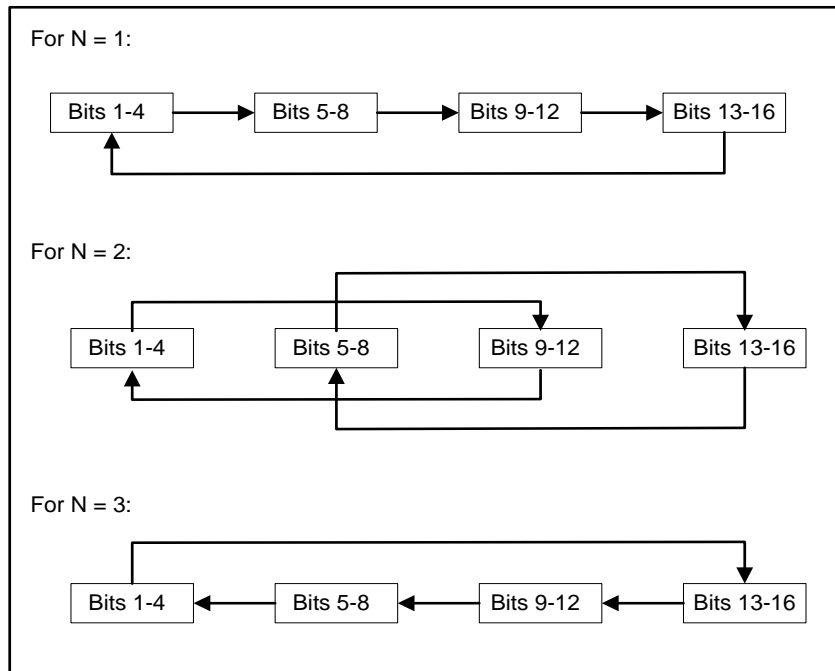 For N = 1:
Bits 1-4 Bits 5-8 Bits 9-12 Bits 13-16
For N = 2:
Bits 1-4 Bits 5-8 Bits 9-12 Bits 13-16
For N = 3:
Bits 1-4 Bits 5-8 Bits 9-12 Bits 13-16